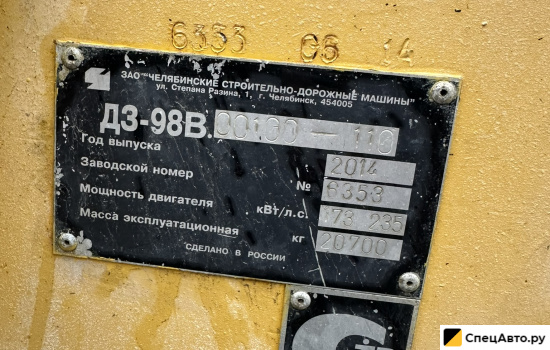 6333 05 14
ЗАО "ЧЕЛЯБИНСКИЕ СТРОИТЕЛЬНО-ДОРОЖНЫЕ МАШИНЫ"
ул. Степана Разина, 1, г. Челябинск, 454005
ДЗ-98В.00100-110
Год выпуска 2014
Заводской номер № 6353
Мощность двигателя кВт/л.с. 173 235
Масса эксплуатационная кг 20700
СДЕЛАНО В РОССИИ
СпецАвто.ру